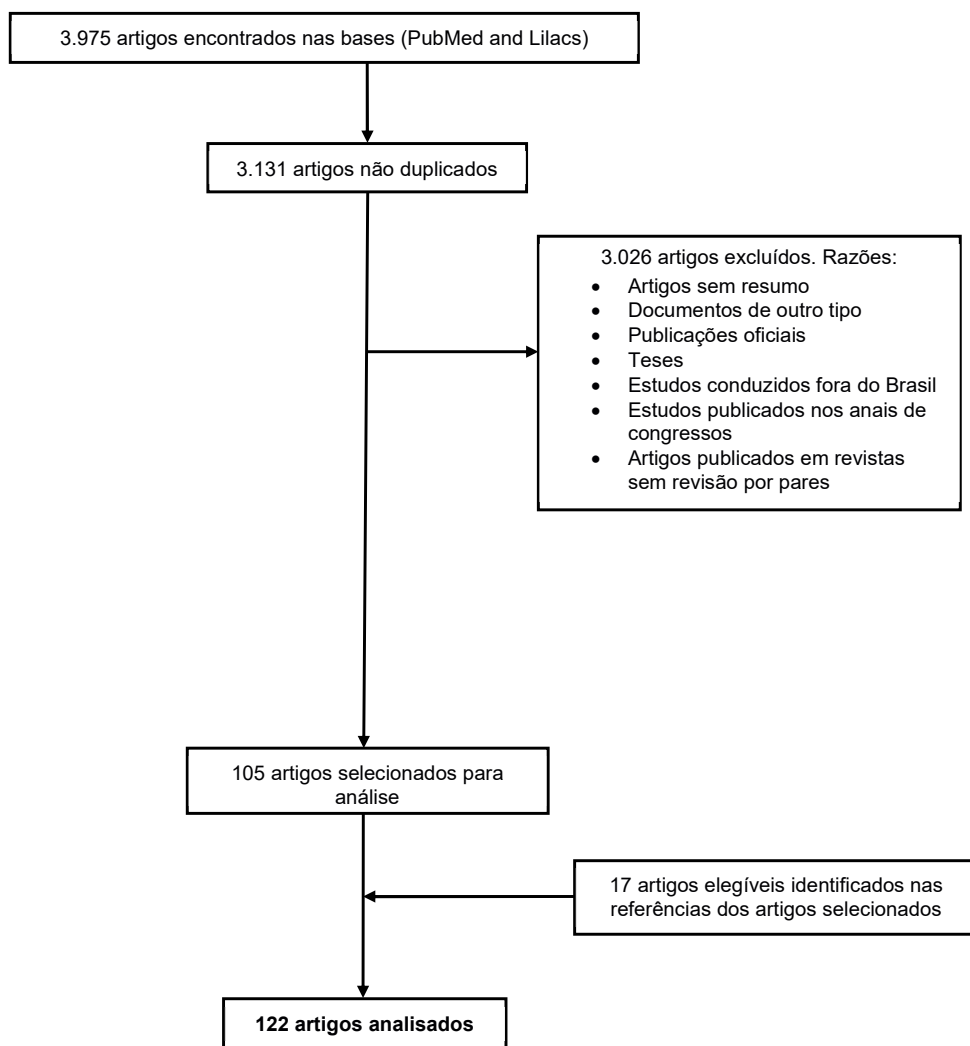 3.975 artigos encontrados nas bases (PubMed and Lilacs)
3.131 artigos não duplicados
3.026 artigos excluídos. Razões:
• Artigos sem resumo
• Documentos de outro tipo
• Publicações oficiais
• Teses
• Estudos conduzidos fora do Brasil
• Estudos publicados nos anais de
congressos
• Artigos publicados em revistas
sem revisão por pares
105 artigos selecionados para
análise
17 artigos elegíveis identificados nas
referências dos artigos selecionados
122 artigos analisados